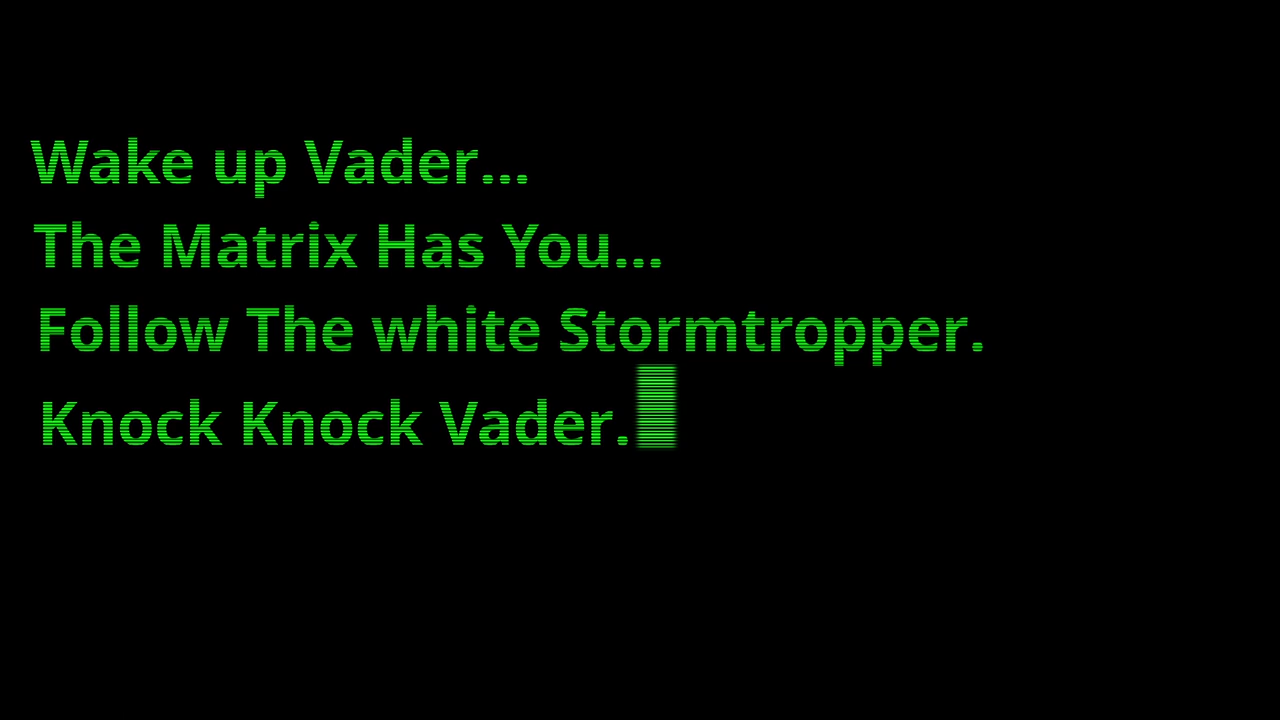 Wake up Vader...
The Matrix Has You...
Follow The white Stormtropper.
Knock Knock Vader.